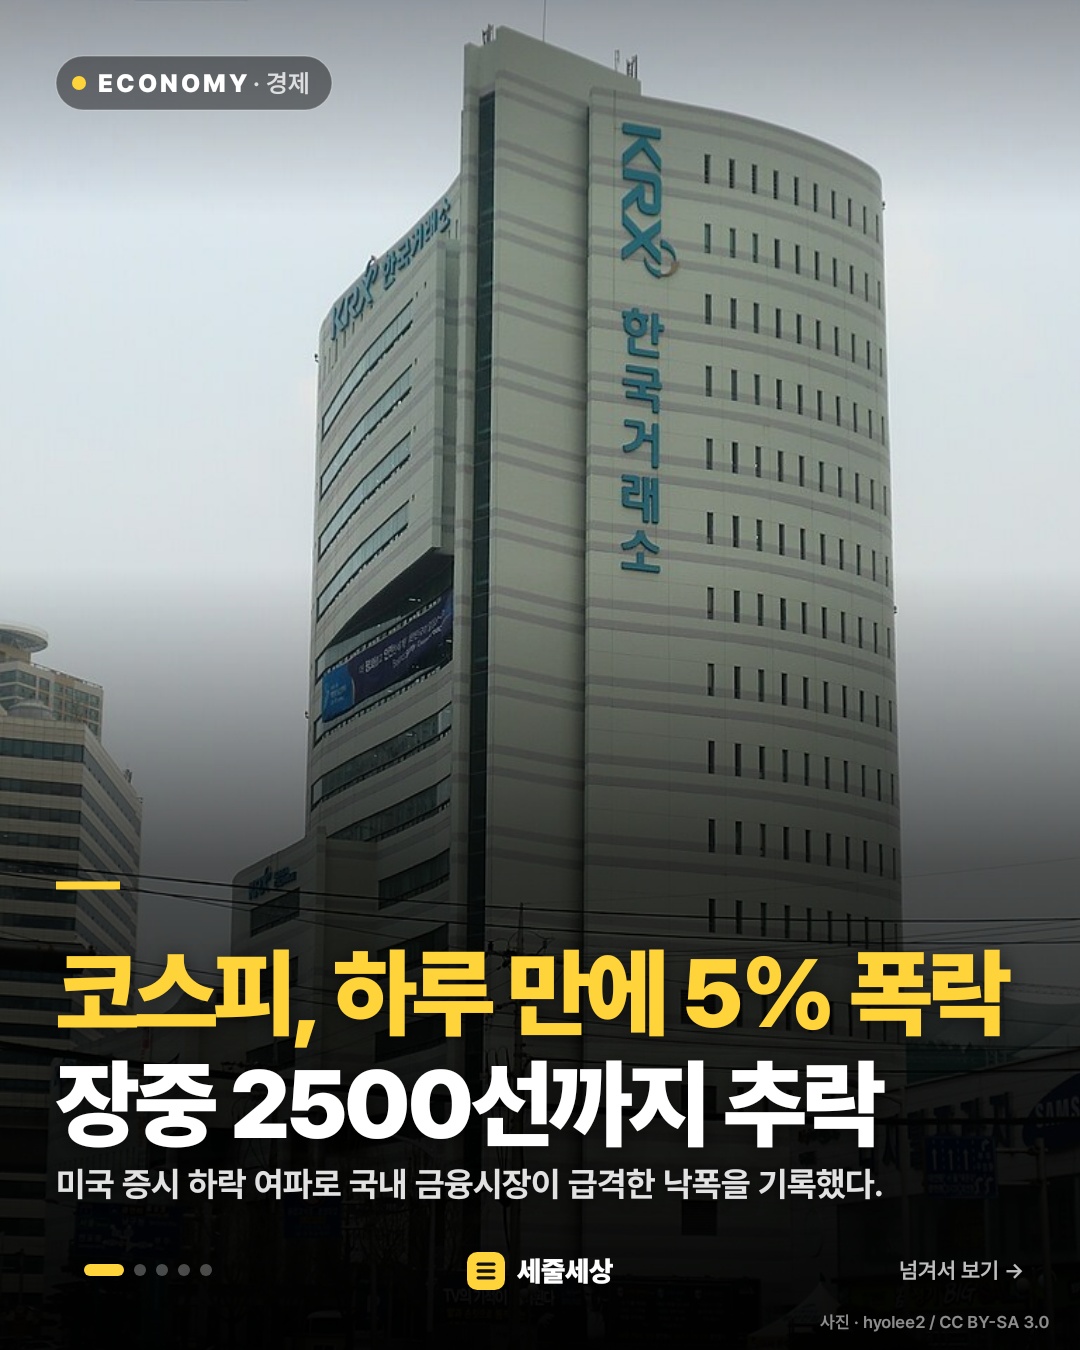 ECONOMY · 경제
KRX 한국거래소
KRX 한국거래소
코스피, 하루 만에 5% 폭락
장중 2500선까지 추락
미국 증시 하락 여파로 국내 금융시장이 급격한 낙폭을 기록했다.
세줄세상
넘겨서 보기 →
사진 · hyolee2 / CC BY-SA 3.0